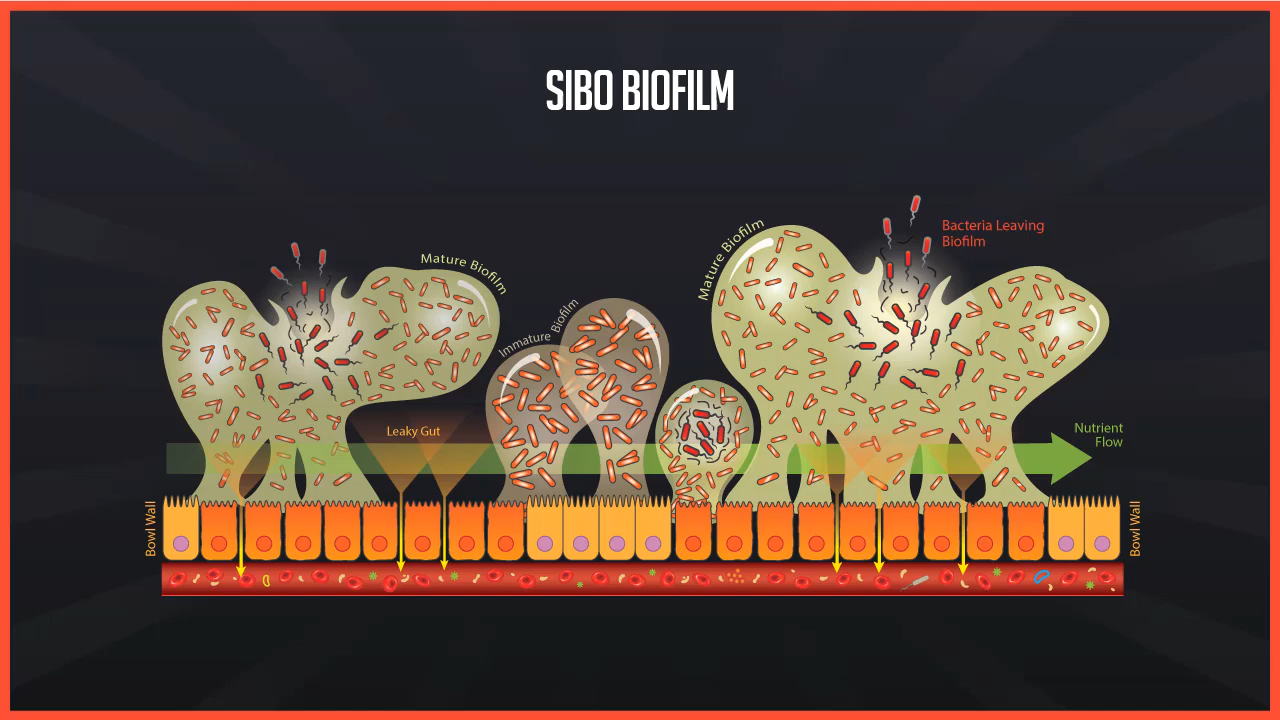 SIBO BIOFILM
Mature Biofilm
Immature Biofilm
Mature Biofilm
Bacteria Leaving
Biofilm
Leaky Gut
Nutrient
Flow
Bowl Wall
Bowl Wall